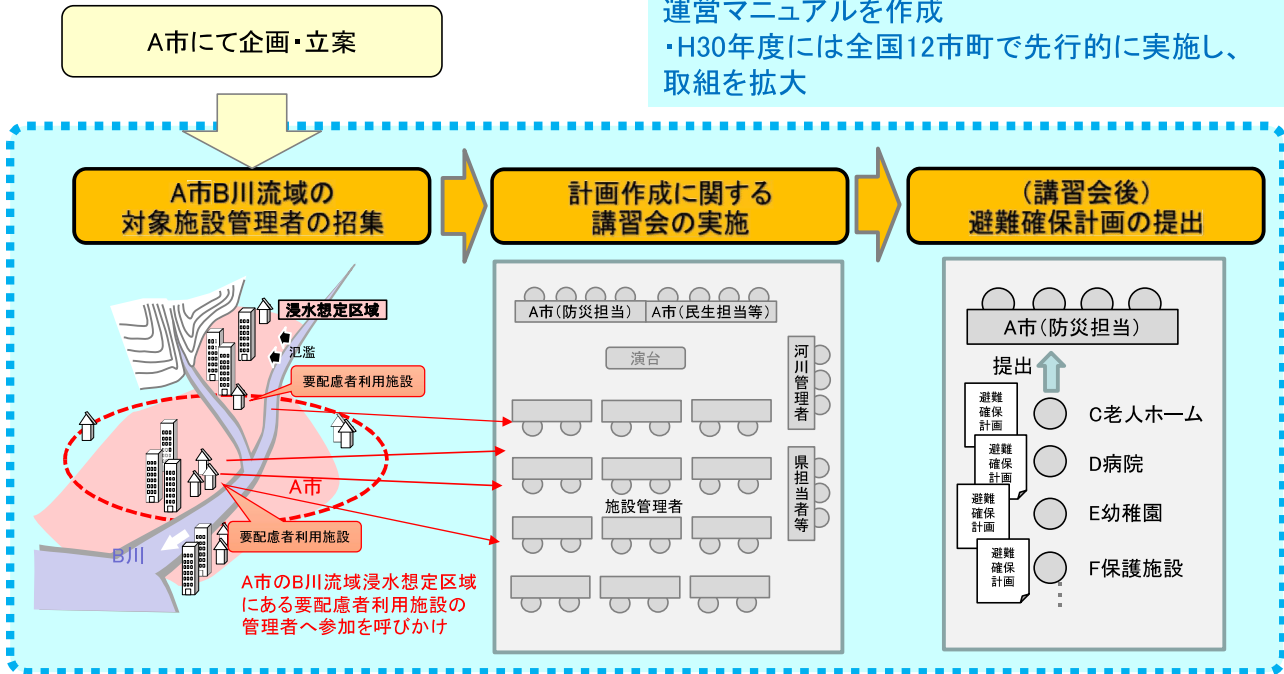 運営マニュアルを作成
・H30年度には全国12市町で先行的に実施し、
取組を拡大
A市にて企画・立案
A市B川流域の
対象施設管理者の招集
計画作成に関する
講習会の実施
(講習会後)
避難確保計画の提出
浸水想定区域
氾濫
要配慮者利用施設
A市
要配慮者利用施設
B川
A市のB川流域浸水想定区域
にある要配慮者利用施設の
管理者へ参加を呼びかけ
A市(防災担当)
A市(民生担当等)
演台
河川管理者
県担当者等
施設管理者
A市(防災担当)
提出
避難
確保
計画
C老人ホーム
避難
確保
計画
D病院
避難
確保
計画
E幼稚園
避難
確保
計画
F保護施設